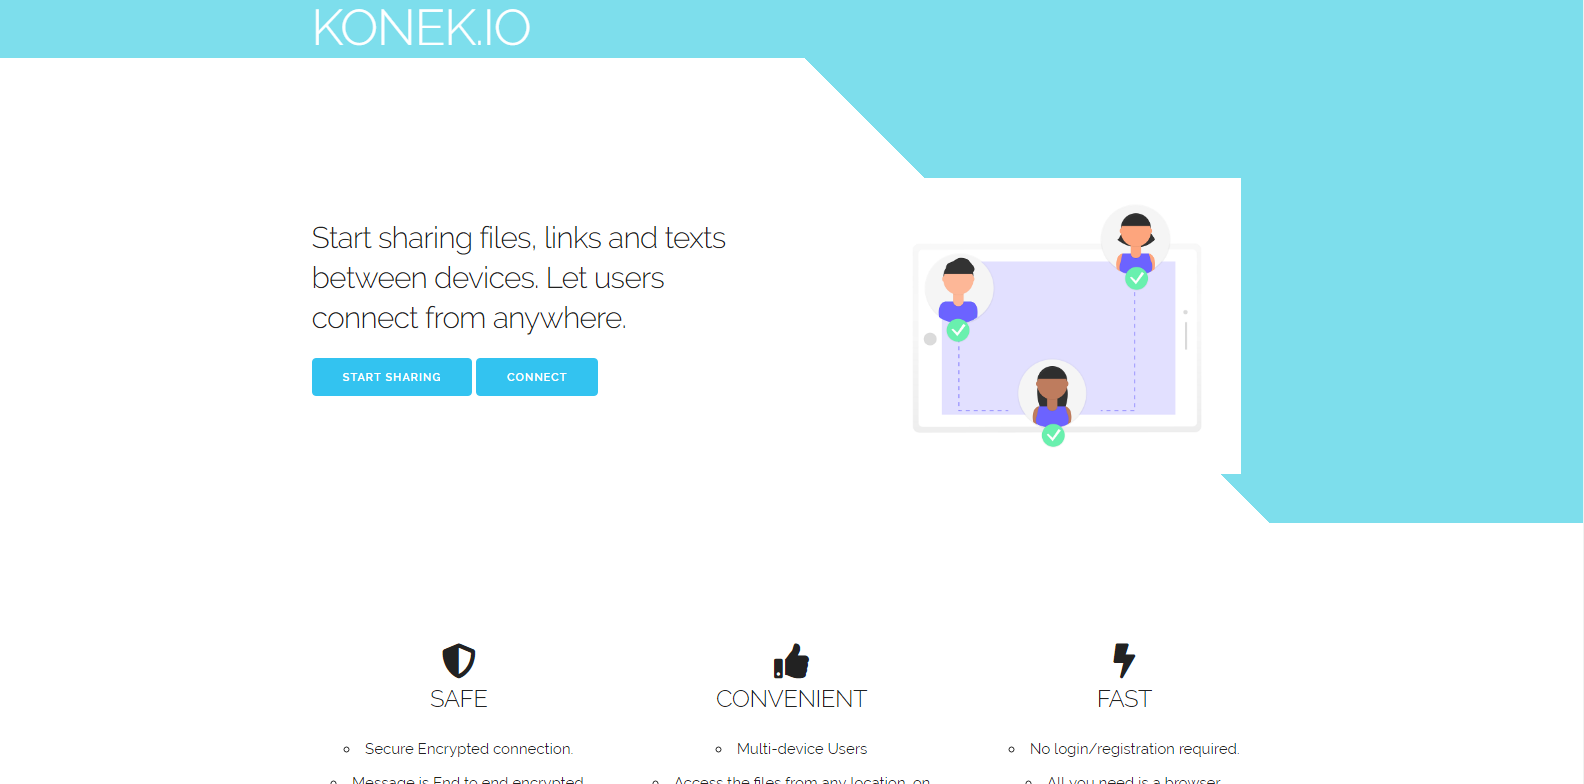 KONEK.IO
Start sharing files, links and texts
between devices. Let users
connect from anywhere.
START SHARING
CONNECT
SAFE
Secure Encrypted connection.
Message is End to end encrypted
CONVENIENT
Multi-device Users
Access the files from any location, on
FAST
No login/registration required.
All you need is a browser